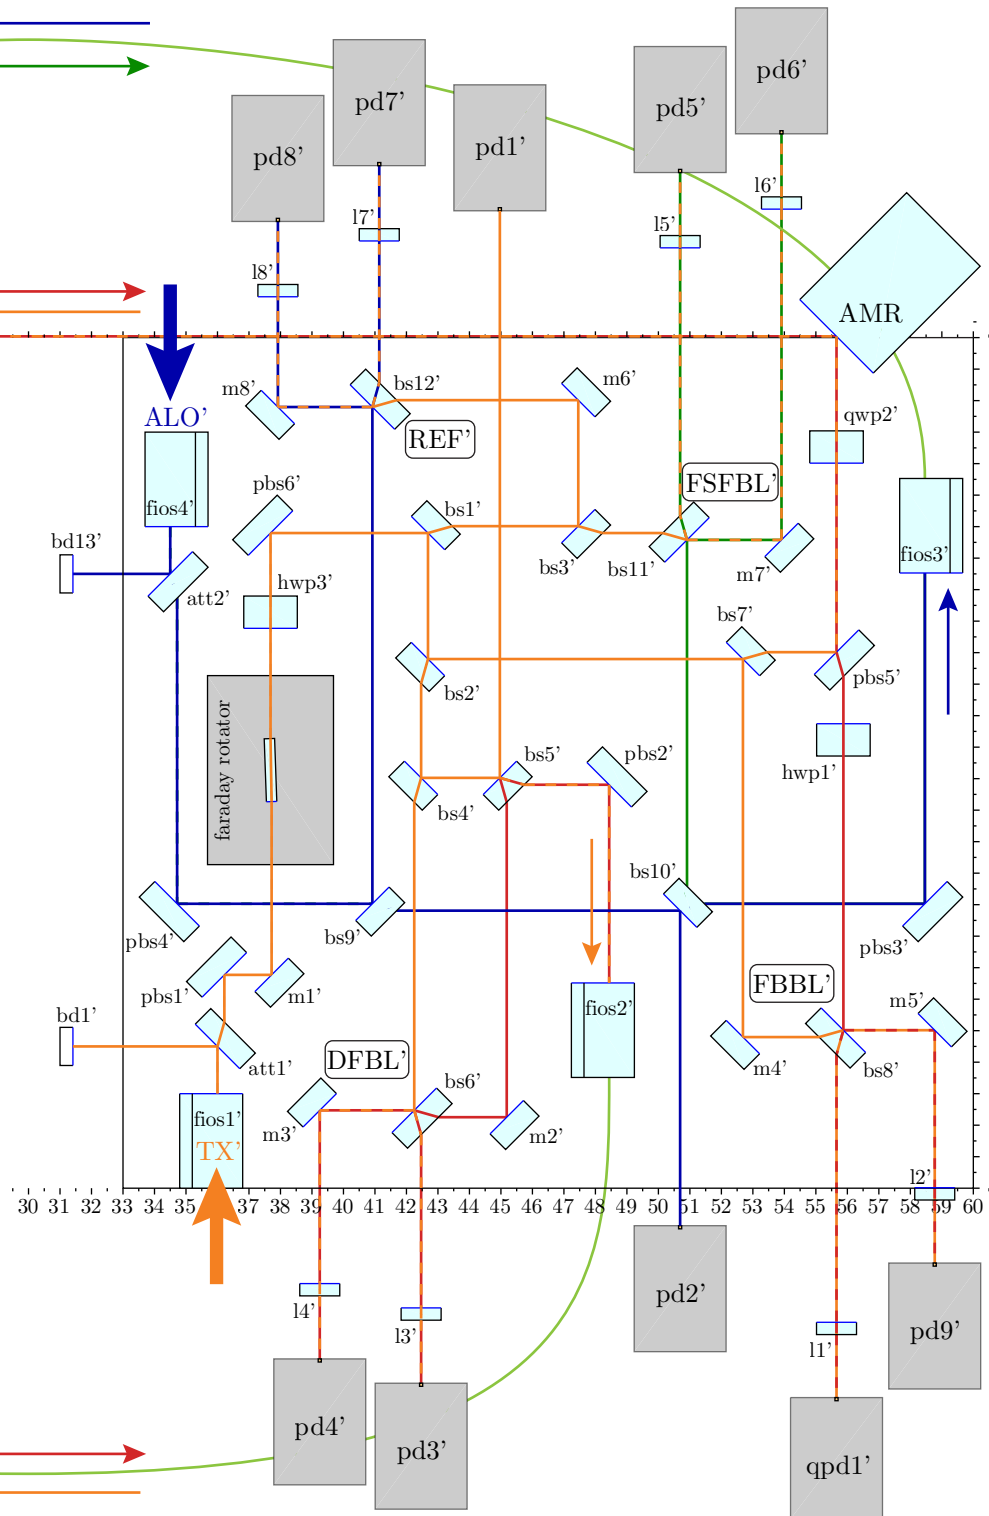 pd6'
pd7'
pd5'
pd1'
pd8'
l6'
l7'
l5'
l8'
AMR
m8'
bs12'
m6'
ALO'
REF'
qwp2'
pbs6'
FSFBL'
fios4'
bs1'
bd13'
bs3'
bs11'
m7'
fios3'
att2'
hwp3'
bs7'
bs2'
pbs5'
faraday rotator
bs5'
pbs2'
hwp1'
bs4'
bs10'
pbs4'
bs9'
pbs3'
pbs1'
m1'
FBBL'
m5'
bd1'
fios2'
att1'
DFBL'
bs6'
m4'
bs8'
fios1'
m3'
m2'
TX'
l2'
30 31 32 33 34 35 36 37 38 39 40 41 42 43 44 45 46 47 48 49 50 51 52 53 54 55 56 57 58 59 60
pd2'
l4'
l3'
l1'
pd9'
pd4'
pd3'
qpd1'